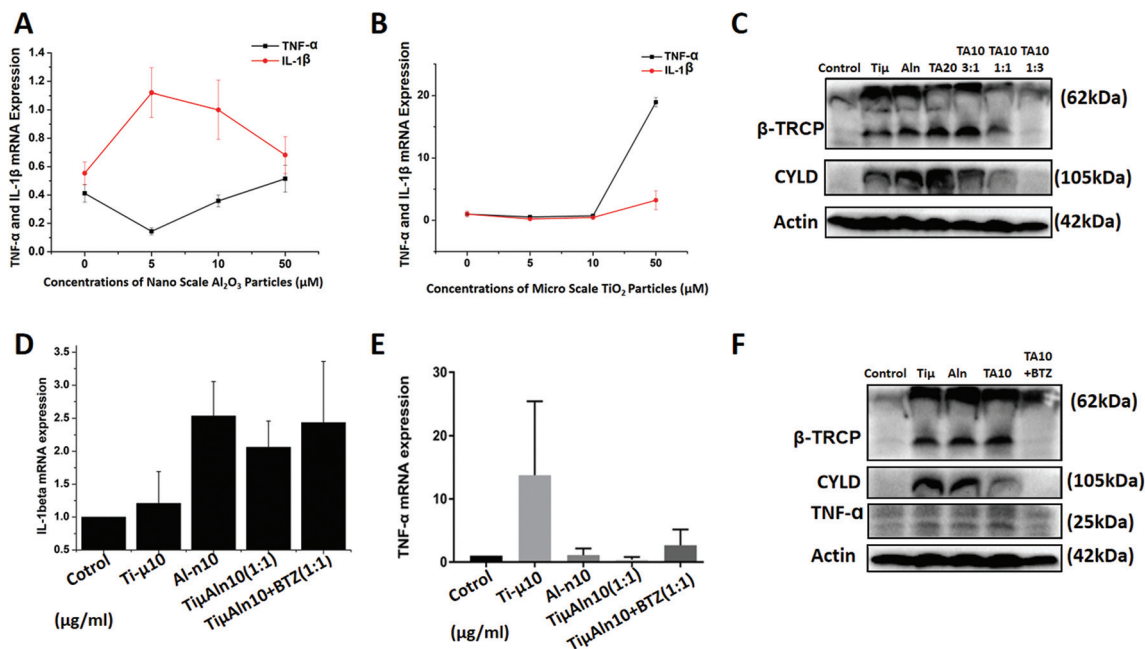 A
TNF-α and IL-1β mRNA Expression
1.4
1.2
1.0
0.8
0.6
0.4
0.2
0.0
TNF-α
IL-1β
0 5 10 50
Concentrations of Nano Scale Al₂O₃ Particles (μM)
B
TNF-α and IL-1β mRNA Expression
20
10
0
TNF-α
IL-1β
0 5 10 50
Concentrations of Micro Scale TiO₂ Particles (μM)
C
TA10 TA10 TA10
Control Tiμ Aln TA20 3:1 1:1 1:3
(62kDa)
β-TRCP
CYLD (105kDa)
Actin (42kDa)
D
IL-1beta mRNA expression
3.5
3.0
2.5
2.0
1.5
1.0
0.5
Cotrol
Ti-μ10
Al-n10
TiμAln10(1:1)
TiμAln10+BTZ(1:1)
(μg/ml)
E
TNF-α mRNA expression
30
20
10
0
Cotrol
Ti-μ10
Al-n10
TiμAln10(1:1)
TiμAln10+BTZ(1:1)
(μg/ml)
F
TA10
Control Tiμ Aln TA10 +BTZ
(62kDa)
β-TRCP
CYLD (105kDa)
TNF-α (25kDa)
Actin (42kDa)